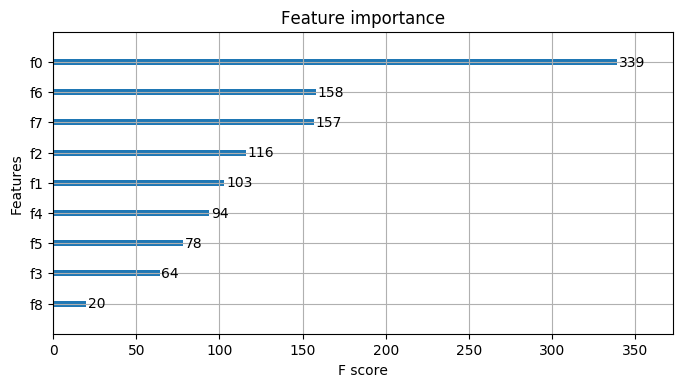 Feature importance
Features
f0 339
f6 158
f7 157
f2 116
f1 103
f4 94
f5 78
f3 64
f8 20
0 50 100 150 200 250 300 350
F score